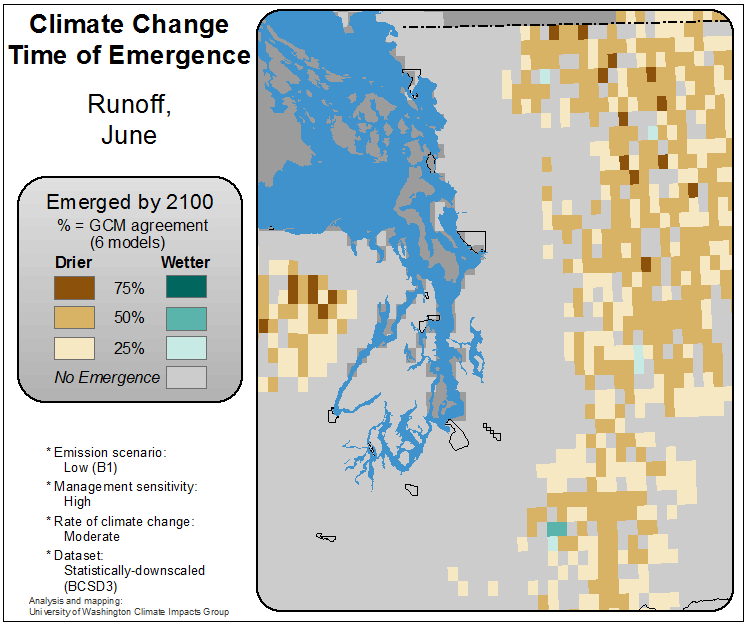 Climate Change
Time of Emergence
Runoff,
June
Emerged by 2100
% = GCM agreement
(6 models)
Drier Wetter
75%
50%
25%
No Emergence
* Emission scenario:
Low (B1)
* Management sensitivity:
High
* Rate of climate change:
Moderate
* Dataset:
Statistically-downscaled
(BCSD3)
Analysis and mapping:
University of Washington Climate Impacts Group